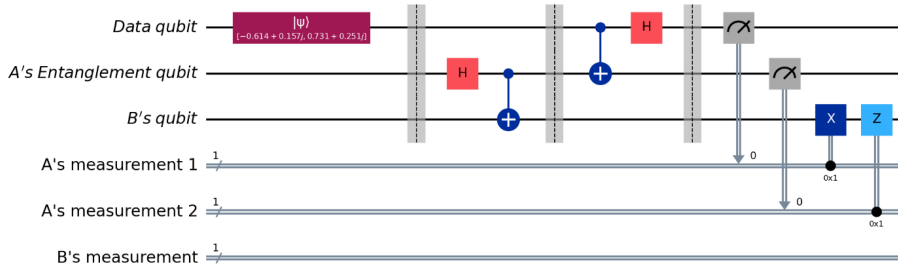 Data qubit |ψ⟩ H
[−0.614 + 0.157j, 0.731 + 0.251j]
A's Entanglement qubit H
B's qubit X Z
A's measurement 1 1 0 0x1
A's measurement 2 1 0 0x1
B's measurement 1